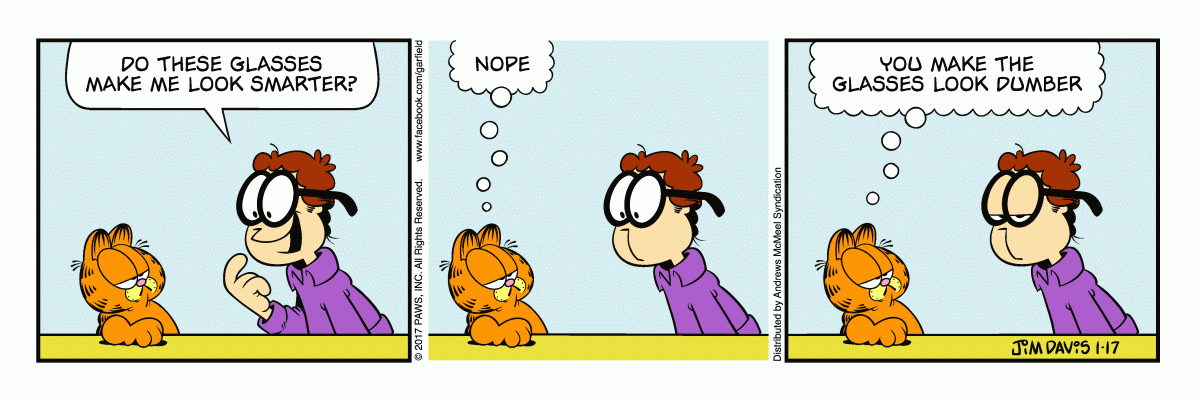 DO THESE GLASSES
MAKE ME LOOK SMARTER?
© 2017 PAWS, INC. All Rights Reserved. www.facebook.com/garfield
NOPE
Distributed by Andrews McMeel Syndication
YOU MAKE THE
GLASSES LOOK DUMBER
JIM DAVIS 1-17